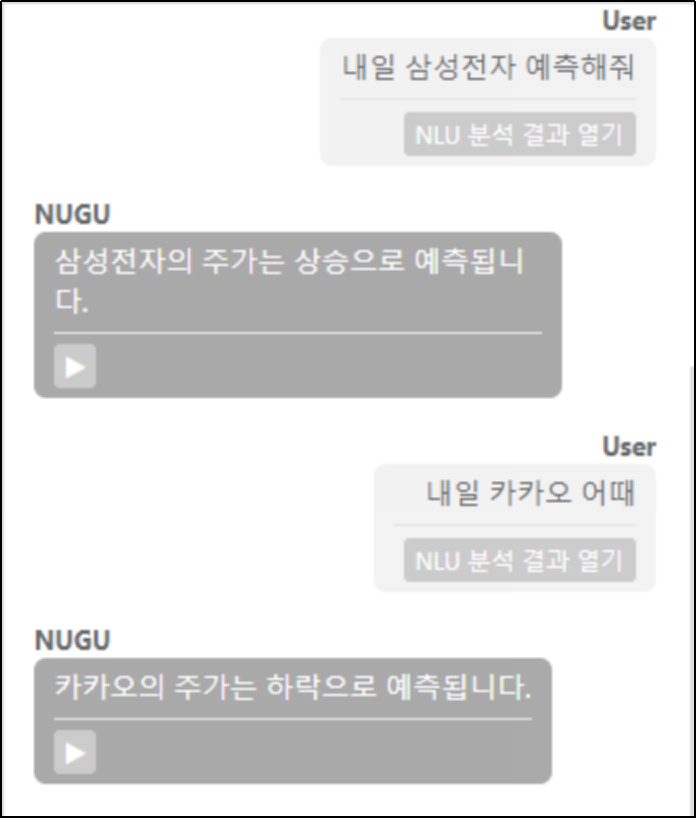 User
내일 삼성전자 예측해줘
NLU 분석 결과 열기
NUGU
삼성전자의 주가는 상승으로 예측됩니
다.
User
내일 카카오 어때
NLU 분석 결과 열기
NUGU
카카오의 주가는 하락으로 예측됩니다.